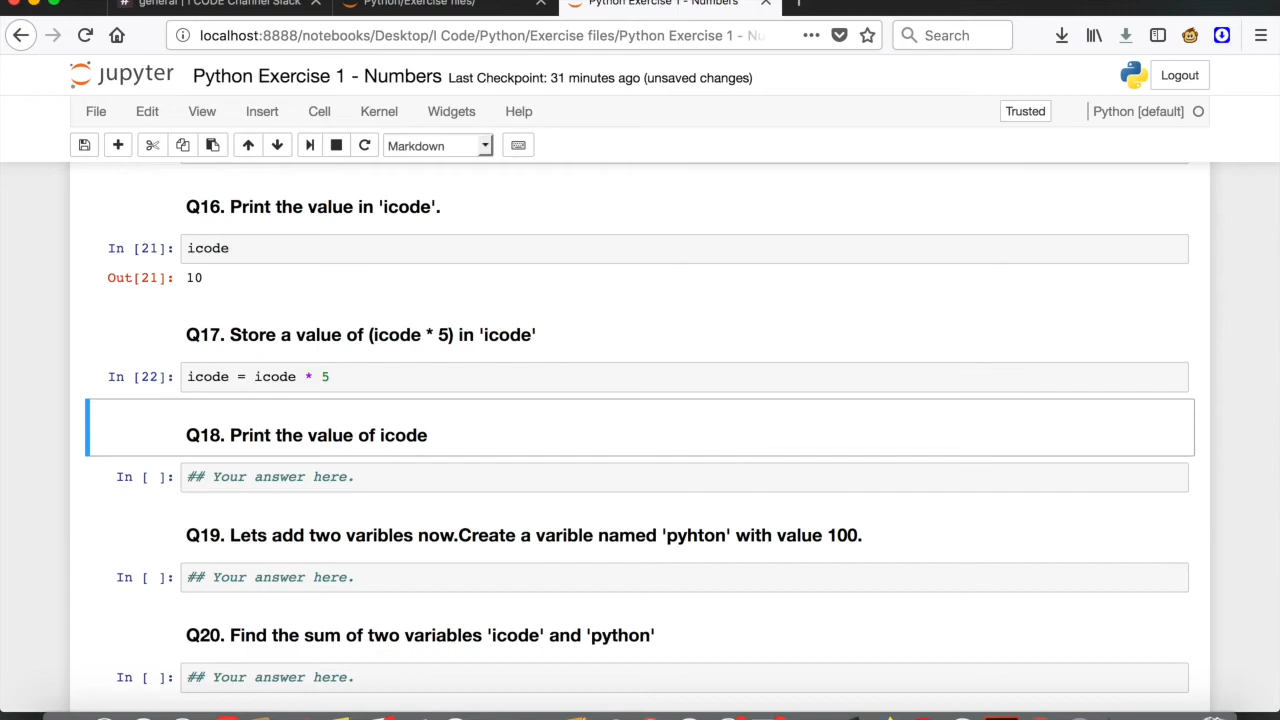 general | I CODE Channel Slack
Python/Exercise files/
Python Exercise 1 - Numbers
localhost:8888/notebooks/Desktop/I Code/Python/Exercise files/Python Exercise 1 - Nu
Search
jupyter Python Exercise 1 - Numbers Last Checkpoint: 31 minutes ago (unsaved changes)
Logout
File Edit View Insert Cell Kernel Widgets Help
Trusted
Python [default]
Markdown
Q16. Print the value in 'icode'.
In [21]: icode
Out[21]: 10
Q17. Store a value of (icode * 5) in 'icode'
In [22]: icode = icode * 5
Q18. Print the value of icode
In [ ]: ## Your answer here.
Q19. Lets add two varibles now.Create a varible named 'pyhton' with value 100.
In [ ]: ## Your answer here.
Q20. Find the sum of two variables 'icode' and 'python'
In [ ]: ## Your answer here.